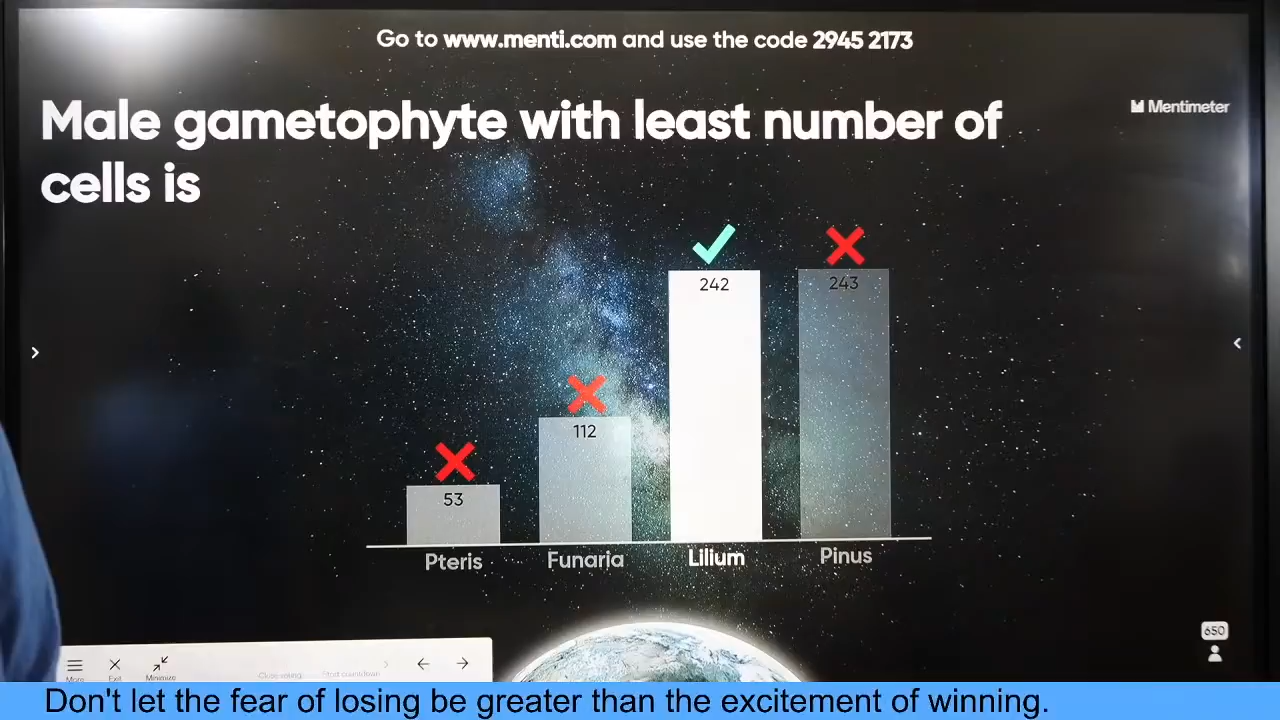 Go to www.menti.com and use the code 2945 2173
Mentimeter
Male gametophyte with least number of
cells is
242
243
112
53
Pteris
Funaria
Lilium
Pinus
650
More
Exit
Minimize
Don't let the fear of losing be greater than the excitement of winning.